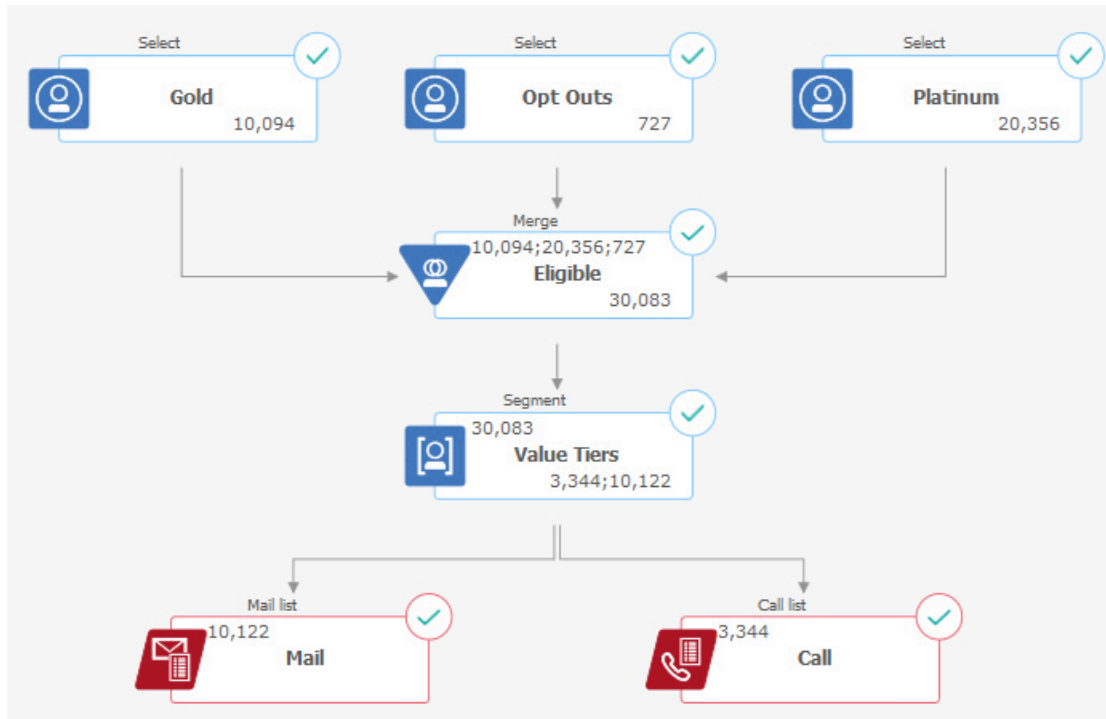 Select
Gold
10,094
Select
Opt Outs
727
Select
Platinum
20,356
Merge
10,094;20,356;727
Eligible
30,083
Segment
30,083
Value Tiers
3,344;10,122
Mail list
10,122
Mail
Call list
3,344
Call